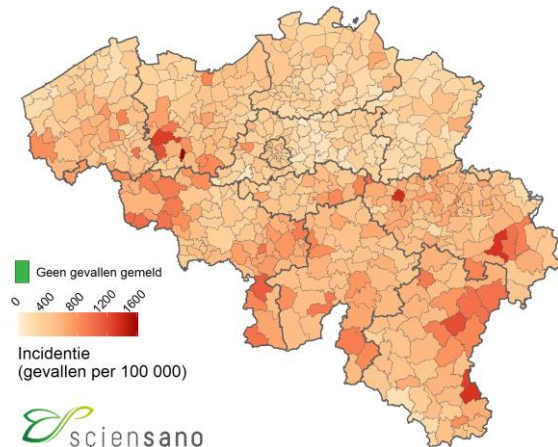 Geen gevallen gemeld
0 400 800 1200 1600
Incidentie
(gevallen per 100 000)
sciensano